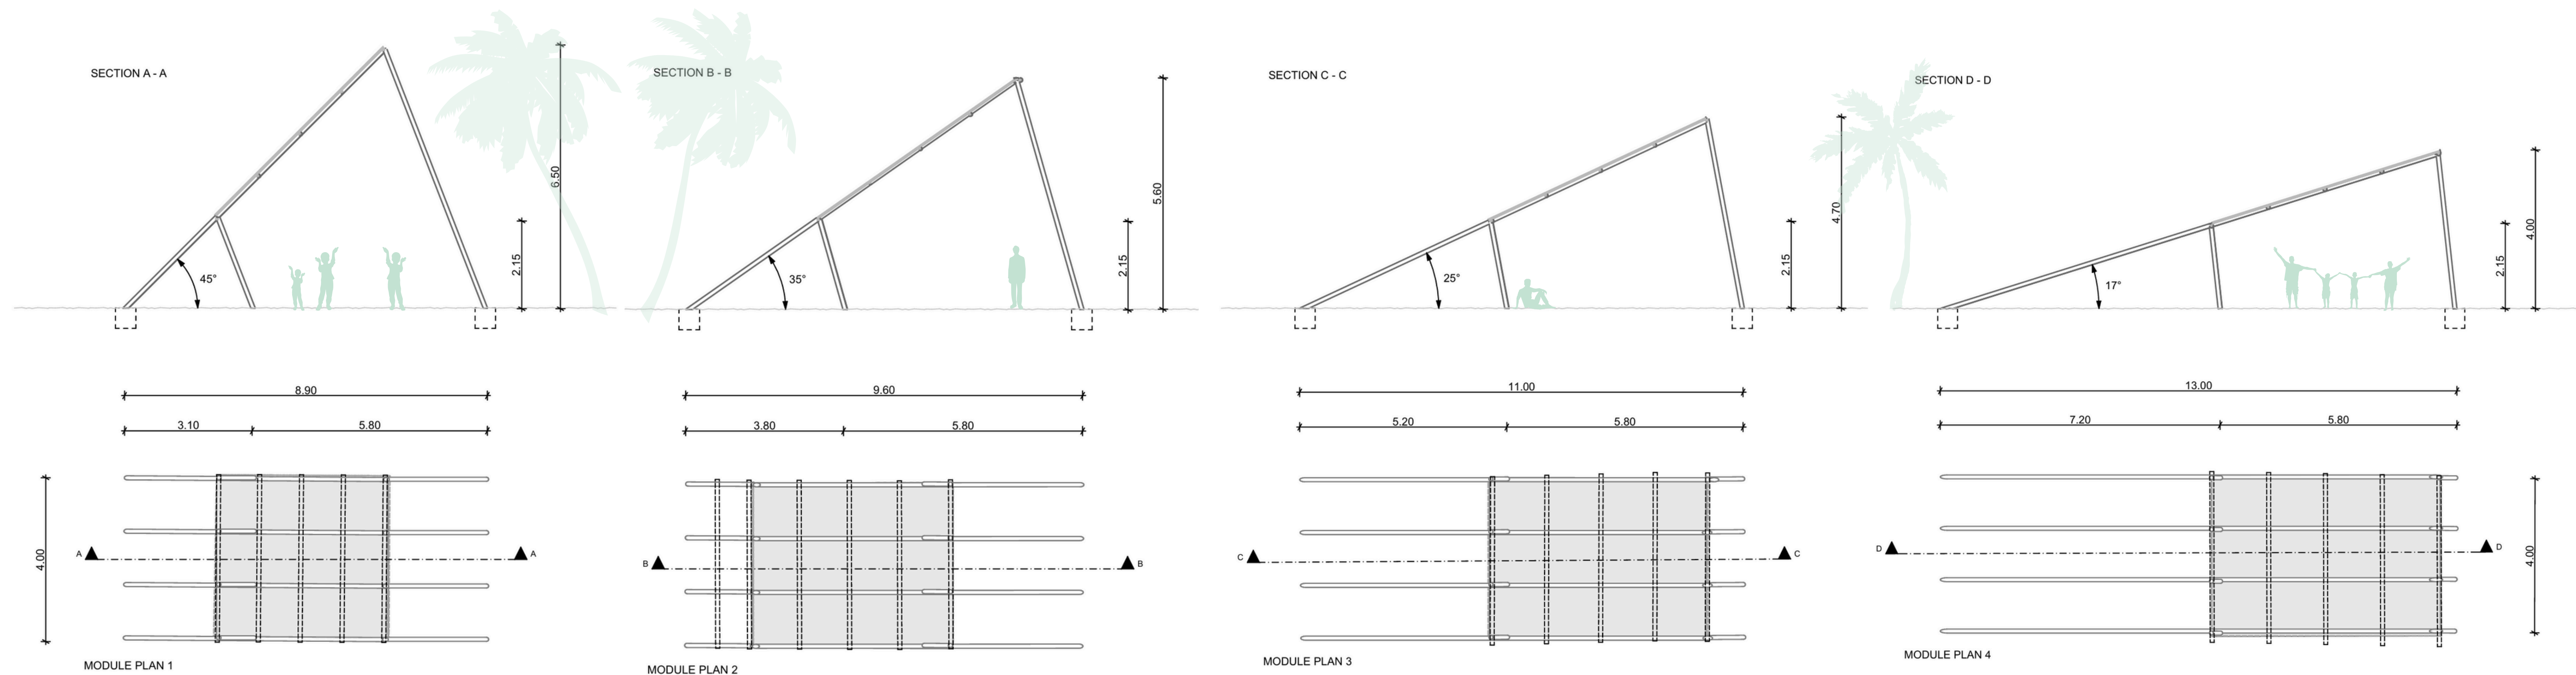 SECTION A - A
6.50
2.15
45°
8.90
3.10
5.80
4.00
A
A
MODULE PLAN 1
SECTION B - B
5.60
2.15
35°
9.60
3.80
5.80
B
B
MODULE PLAN 2
SECTION C - C
4.70
2.15
25°
11.00
5.20
5.80
C
C
MODULE PLAN 3
SECTION D - D
4.00
2.15
17°
13.00
7.20
5.80
D
D
4.00
MODULE PLAN 4